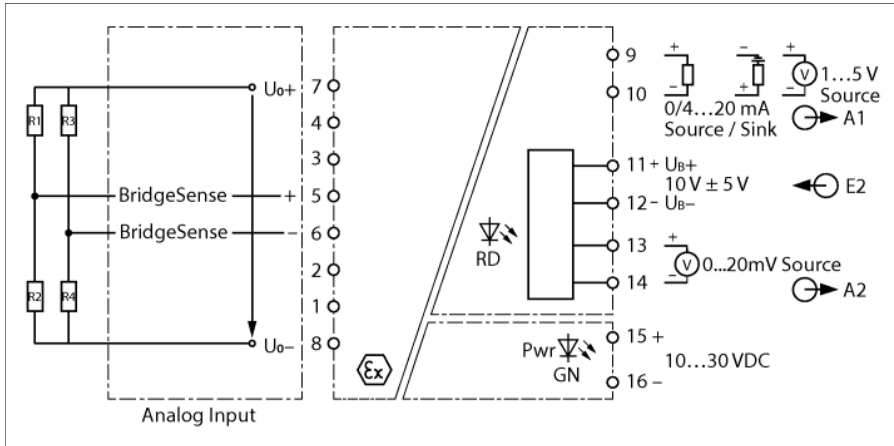 U0+
7
R1
R3
4
3
BridgeSense
+
5
BridgeSense
–
6
2
1
R2
R4
U0–
8
Analog Input
Ex
RD
Pwr
GN
9
10
+
–
–
+
+
–
V
1...5 V
Source
0/4...20 mA
Source / Sink
A1
11 + UB+
10 V ± 5 V
12 – UB–
E2
13
14
+
–
V
0...20mV Source
A2
15 +
16 –
10...30 VDC